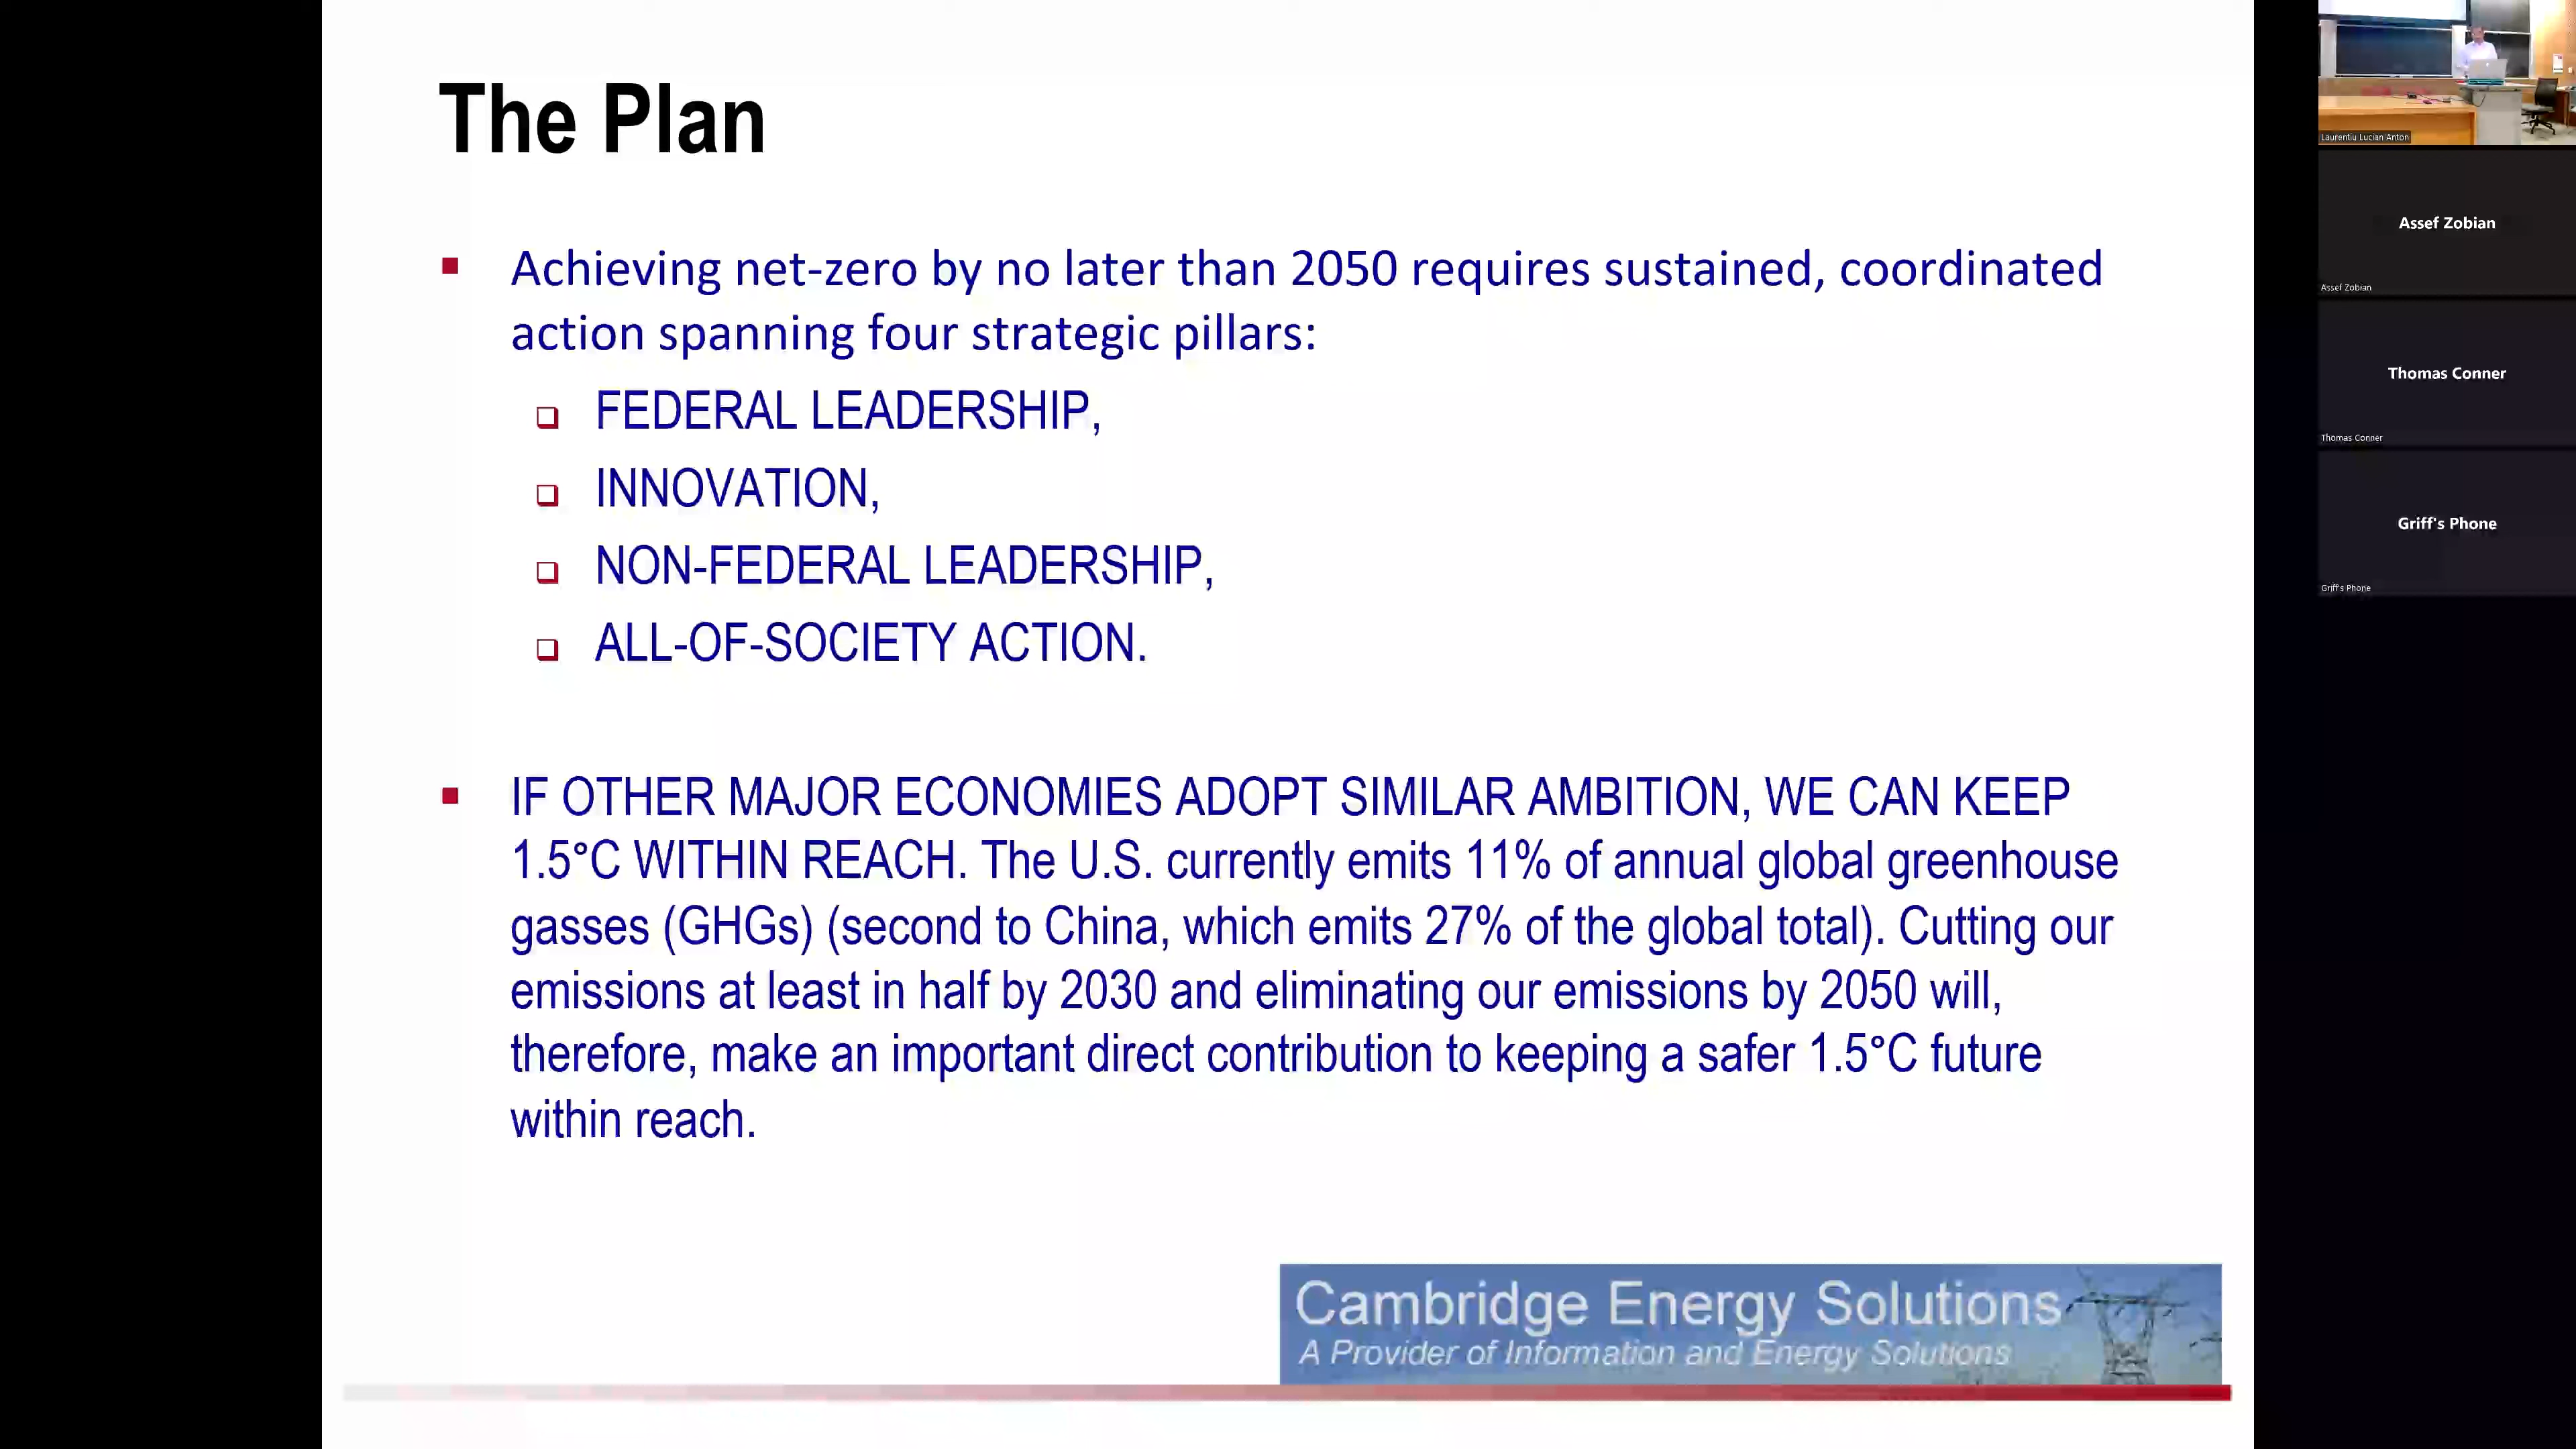 The Plan
Achieving net-zero by no later than 2050 requires sustained, coordinated
action spanning four strategic pillars:
FEDERAL LEADERSHIP,
INNOVATION,
NON-FEDERAL LEADERSHIP,
ALL-OF-SOCIETY ACTION.
IF OTHER MAJOR ECONOMIES ADOPT SIMILAR AMBITION, WE CAN KEEP
1.5°C WITHIN REACH. The U.S. currently emits 11% of annual global greenhouse
gasses (GHGs) (second to China, which emits 27% of the global total). Cutting our
emissions at least in half by 2030 and eliminating our emissions by 2050 will,
therefore, make an important direct contribution to keeping a safer 1.5°C future
within reach.
Cambridge Energy Solutions
A Provider of Information and Energy Solutions
Laurentiu Lucian Anton
Assef Zobian
Assef Zobian
Thomas Conner
Thomas Conner
Griff's Phone
Griff's Phone